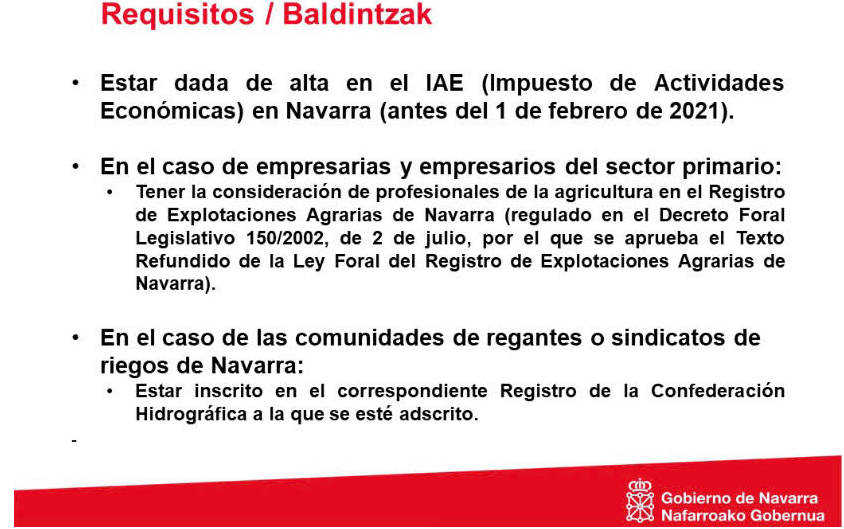 Requisitos / Baldintzak
• Estar dada de alta en el IAE (Impuesto de Actividades
Económicas) en Navarra (antes del 1 de febrero de 2021).
• En el caso de empresarias y empresarios del sector primario:
• Tener la consideración de profesionales de la agricultura en el Registro
de Explotaciones Agrarias de Navarra (regulado en el Decreto Foral
Legislativo 150/2002, de 2 de julio, por el que se aprueba el Texto
Refundido de la Ley Foral del Registro de Explotaciones Agrarias de
Navarra).
• En el caso de las comunidades de regantes o sindicatos de
riegos de Navarra:
• Estar inscrito en el correspondiente Registro de la Confederación
Hidrográfica a la que se esté adscrito.
-
Gobierno de Navarra
Nafarroako Gobernua